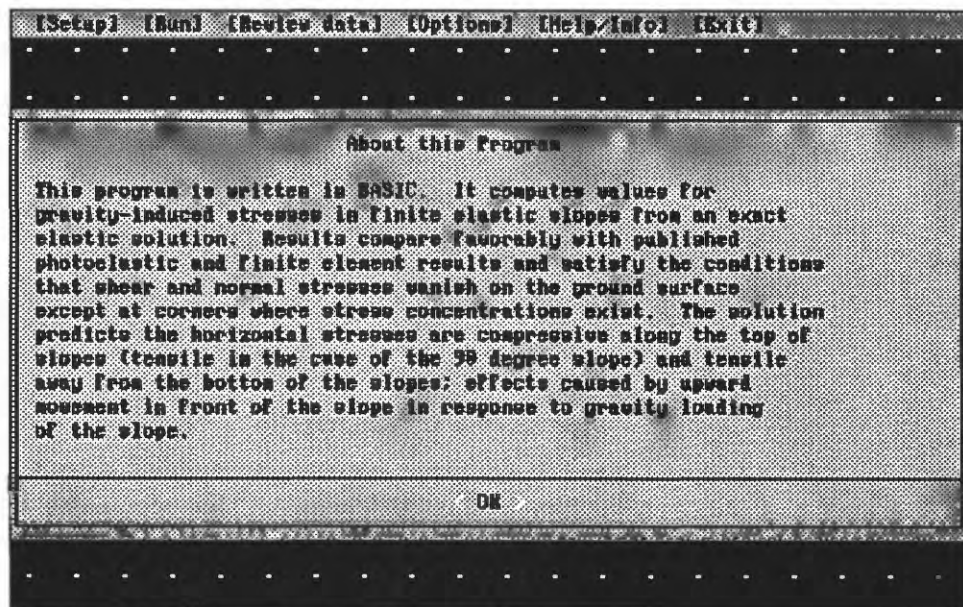 [Setup] [Run] [Review data] [Options] [Help/Info] [Exit]
About this Program
This program is written in BASIC. It computes values for
gravity-induced stresses in finite elastic slopes from an exact
elastic solution. Results compare favorably with published
photoelastic and finite element results and satisfy the conditions
that shear and normal stresses vanish on the ground surface
except at corners where stress concentrations exist. The solution
predicts the horizontal stresses are compressive along the top of
slopes (tensile in the case of the 90 degree slope) and tensile
away from the bottom of the slopes; effects caused by upward
movement in front of the slope in response to gravity loading
of the slope.
< OK >